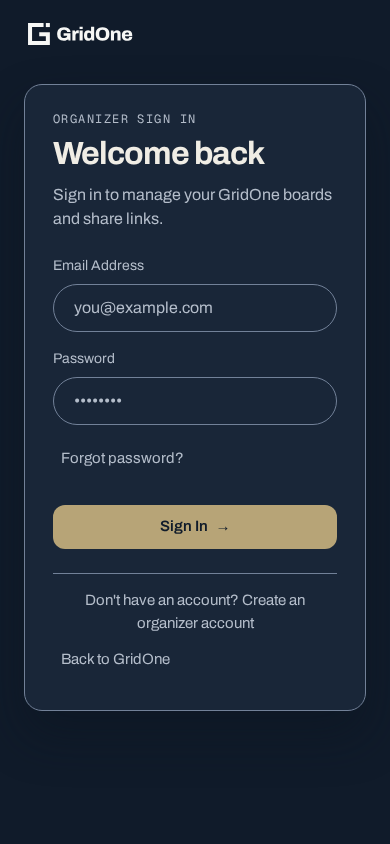 GridOne
ORGANIZER SIGN IN
Welcome back
Sign in to manage your GridOne boards
and share links.
Email Address
you@example.com
Password
••••••••
Forgot password?
Sign In →
Don't have an account? Create an
organizer account
Back to GridOne